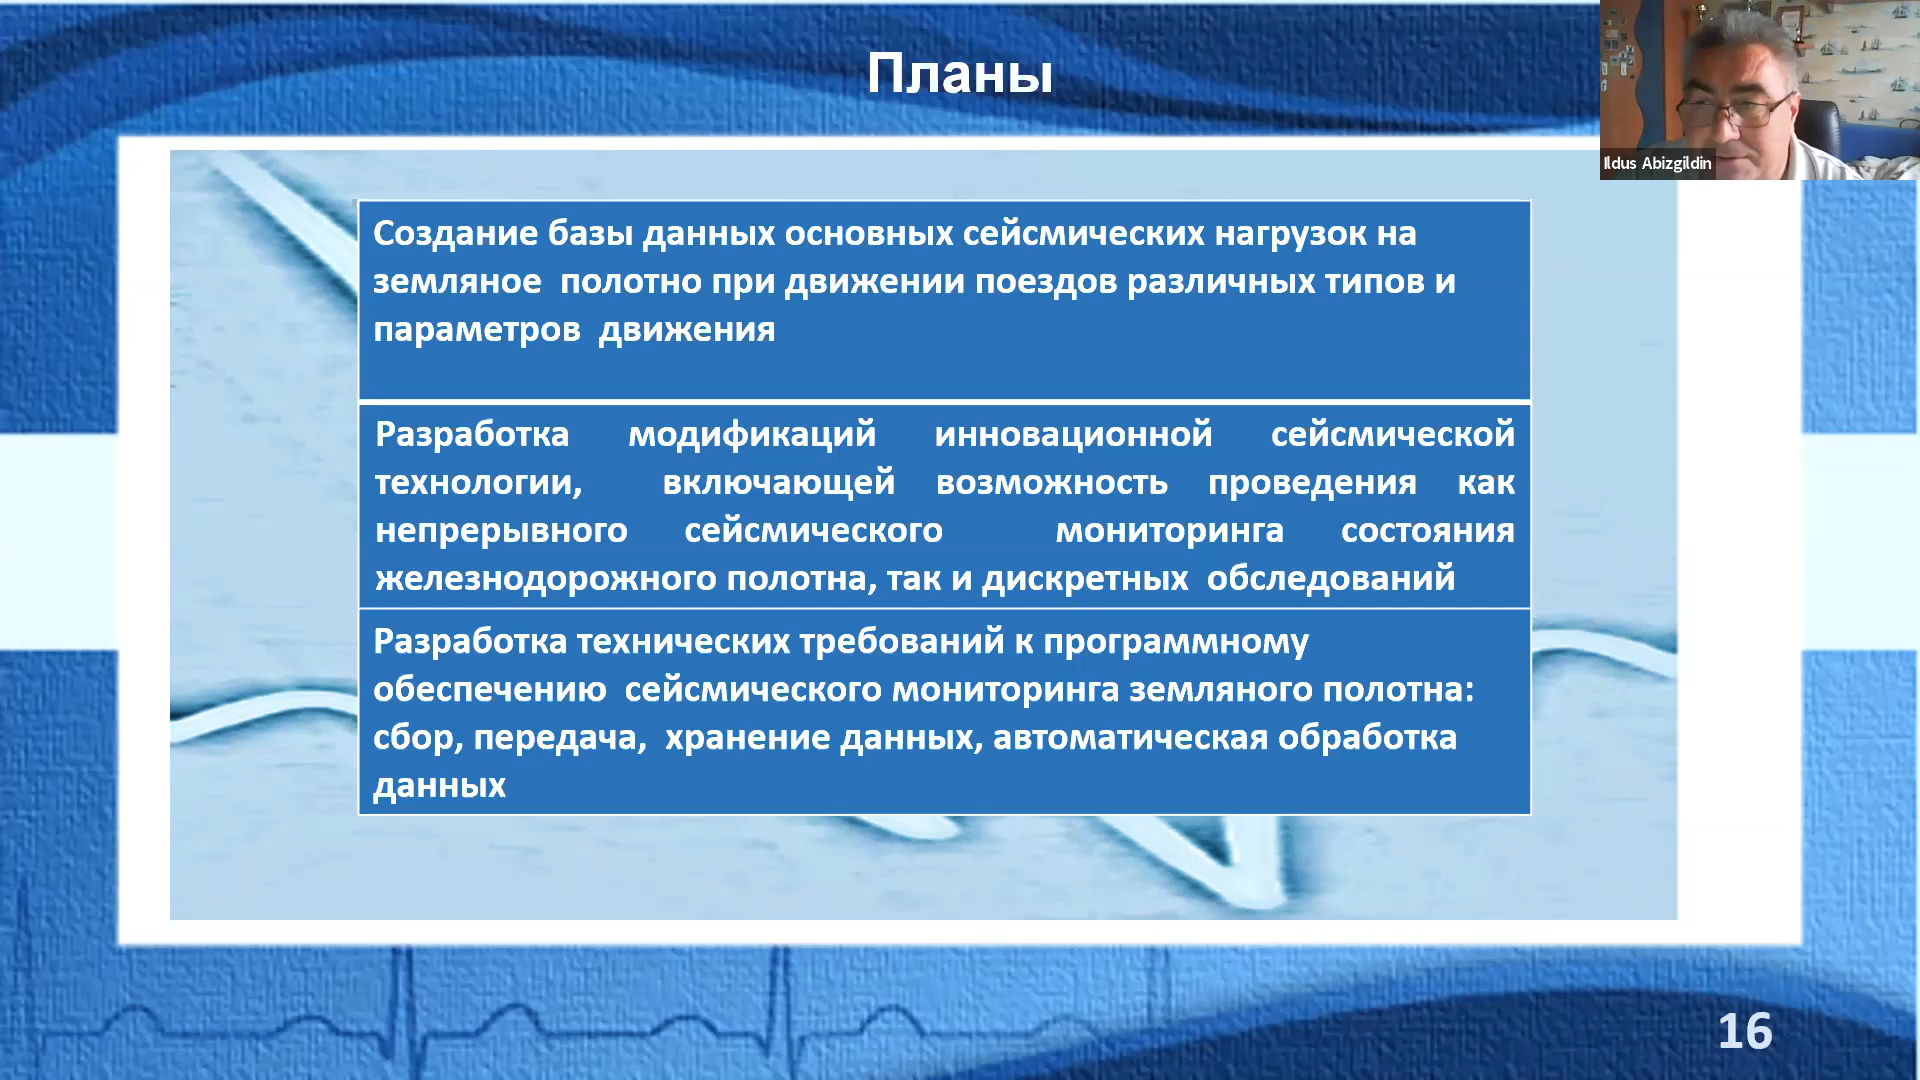 Планы
Ildus Abizgildin
Создание базы данных основных сейсмических нагрузок на
земляное полотно при движении поездов различных типов и
параметров движения
Разработка модификаций инновационной сейсмической
технологии, включающей возможность проведения как
непрерывного сейсмического мониторинга состояния
железнодорожного полотна, так и дискретных обследований
Разработка технических требований к программному
обеспечению сейсмического мониторинга земляного полотна:
сбор, передача, хранение данных, автоматическая обработка
данных
16